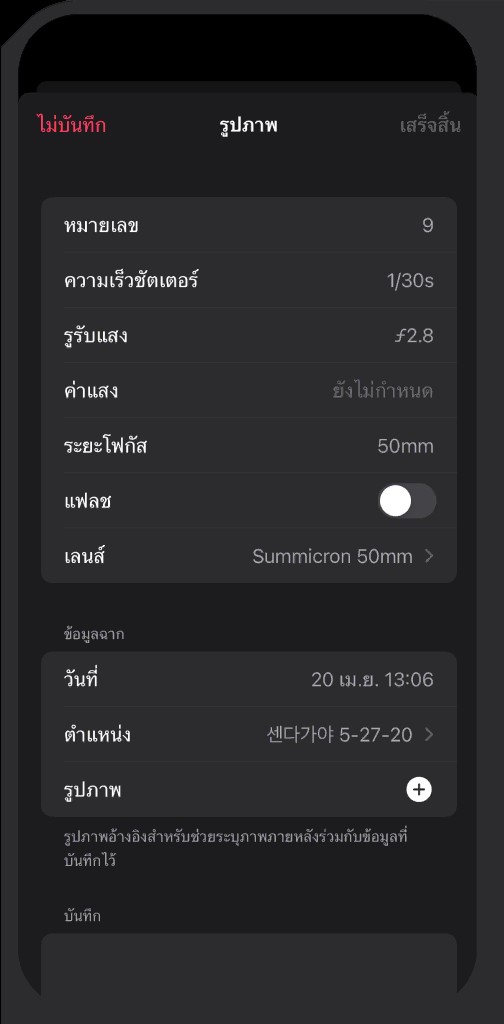 ไม่บันทึก รูปภาพ เสร็จสิ้น
หมายเลข 9
ความเร็วชัตเตอร์ 1/30s
รูรับแสง ƒ2.8
ค่าแสง ยังไม่กำหนด
ระยะโฟกัส 50mm
แฟลช
เลนส์ Summicron 50mm
ข้อมูลฉาก
วันที่ 20 เม.ย. 13:06
ตำแหน่ง 센다가야 5-27-20
รูปภาพ
รูปภาพอ้างอิงสำหรับช่วยระบุภาพภายหลังร่วมกับข้อมูลที่
บันทึกไว้
บันทึก